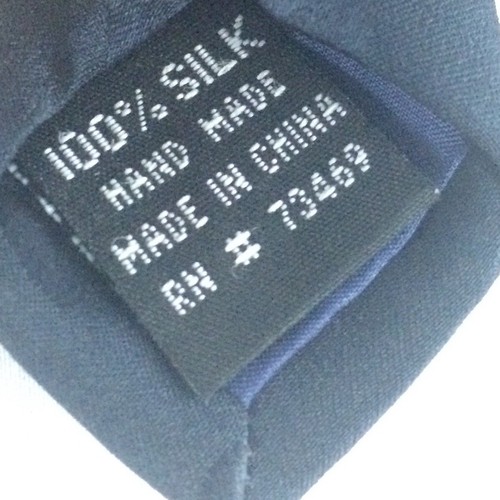 100% SILK
HAND MADE
MADE IN CHINA
RN # 73469